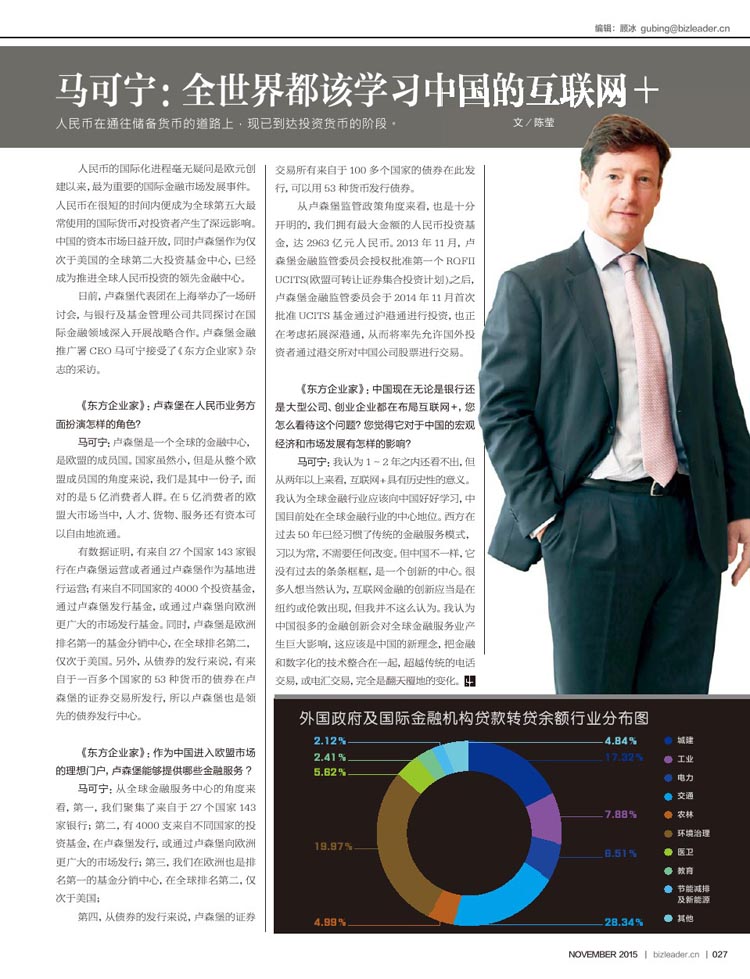 编辑：顾冰 gubing@bizleader.cn
马可宁：全世界都该学习中国的互联网＋
人民币在通往储备货币的道路上，现已到达投资货币的阶段。
文／陈莹
人民币的国际化进程毫无疑问是欧元创
建以来，最为重要的国际金融市场发展事件。
人民币在很短的时间内便成为全球第五大最
常使用的国际货币，对投资者产生了深远影响。
中国的资本市场日益开放，同时卢森堡作为仅
次于美国的全球第二大投资基金中心，已经
成为推进全球人民币投资的领先金融中心。
日前，卢森堡代表团在上海举办了一场研
讨会，与银行及基金管理公司共同探讨在国
际金融领域深入开展战略合作。卢森堡金融
推广署 CEO 马可宁接受了《东方企业家》杂
志的采访。
《东方企业家》：卢森堡在人民币业务方
面扮演怎样的角色？
马可宁：卢森堡是一个全球的金融中心，
是欧盟的成员国。国家虽然小，但是从整个欧
盟成员国的角度来说，我们是其中一份子，面
对的是 5 亿消费者人群。在 5 亿消费者的欧
盟大市场当中，人才、货物、服务还有资本可
以自由地流通。
有数据证明，有来自 27 个国家 143 家银
行在卢森堡运营或者通过卢森堡作为基地进
行运营；有来自不同国家的 4000 个投资基金，
通过卢森堡发行基金，或通过卢森堡向欧洲
更广大的市场发行基金。同时，卢森堡是欧洲
排名第一的基金分销中心，在全球排名第二，
仅次于美国。另外，从债券的发行来说，有来
自于一百多个国家的 53 种货币的债券在卢
森堡的证券交易所发行，所以卢森堡也是领
先的债券发行中心。
《东方企业家》：作为中国进入欧盟市场
的理想门户，卢森堡能够提供哪些金融服务？
马可宁：从全球金融服务中心的角度来
看，第一，我们聚集了来自于 27 个国家 143
家银行；第二，有 4000 支来自不同国家的投
资基金，在卢森堡发行，或通过卢森堡向欧洲
更广大的市场发行；第三，我们在欧洲也是排
名第一的基金分销中心，在全球排名第二，仅
次于美国；
第四，从债券的发行来说，卢森堡的证券
交易所有来自于 100 多个国家的债券在此发
行，可以用 53 种货币发行债券。
从卢森堡监管政策角度来看，也是十分
开明的，我们拥有最大金额的人民币投资基
金，达 2963 亿元人民币。2013 年 11 月，卢
森堡金融监管委员会授权批准第一个 RQFII
UCITS(欧盟可转让证券集合投资计划)。之后，
卢森堡金融监管委员会于 2014 年 11 月首次
批准 UCITS 基金通过沪港通进行投资，也正
在考虑拓展深港通，从而将率先允许国外投
资者通过港交所对中国公司股票进行交易。
《东方企业家》：中国现在无论是银行还
是大型公司、创业企业都在布局互联网+，您
怎么看待这个问题？您觉得它对于中国的宏观
经济和市场发展有怎样的影响？
马可宁：我认为 1 ~ 2 年之内还看不出，但
从两年以上来看，互联网+具有历史性的意义。
我认为全球金融行业应该向中国好好学习，中
国目前处在全球金融行业的中心地位。西方在
过去 50 年已经习惯了传统的金融服务模式，
习以为常，不需要任何改变。但中国不一样，它
没有过去的条条框框，是一个创新的中心。很
多人想当然认为，互联网金融的创新应当是在
纽约或伦敦出现，但我并不这么认为。我认为
中国很多的金融创新会对全球金融服务业产
生巨大影响，这应该是中国的新理念，把金融
和数字化的技术整合在一起，超越传统的电话
交易，或电汇交易，完全是翻天覆地的变化。
外国政府及国际金融机构贷款转贷余额行业分布图
2.12%
2.41%
5.62%
19.97%
4.99%
4.84%
17.32%
7.88%
6.51%
28.34%
城建
工业
电力
交通
农林
环境治理
医卫
教育
节能减排
及新能源
其他
NOVEMBER 2015 | bizleader.cn | 027